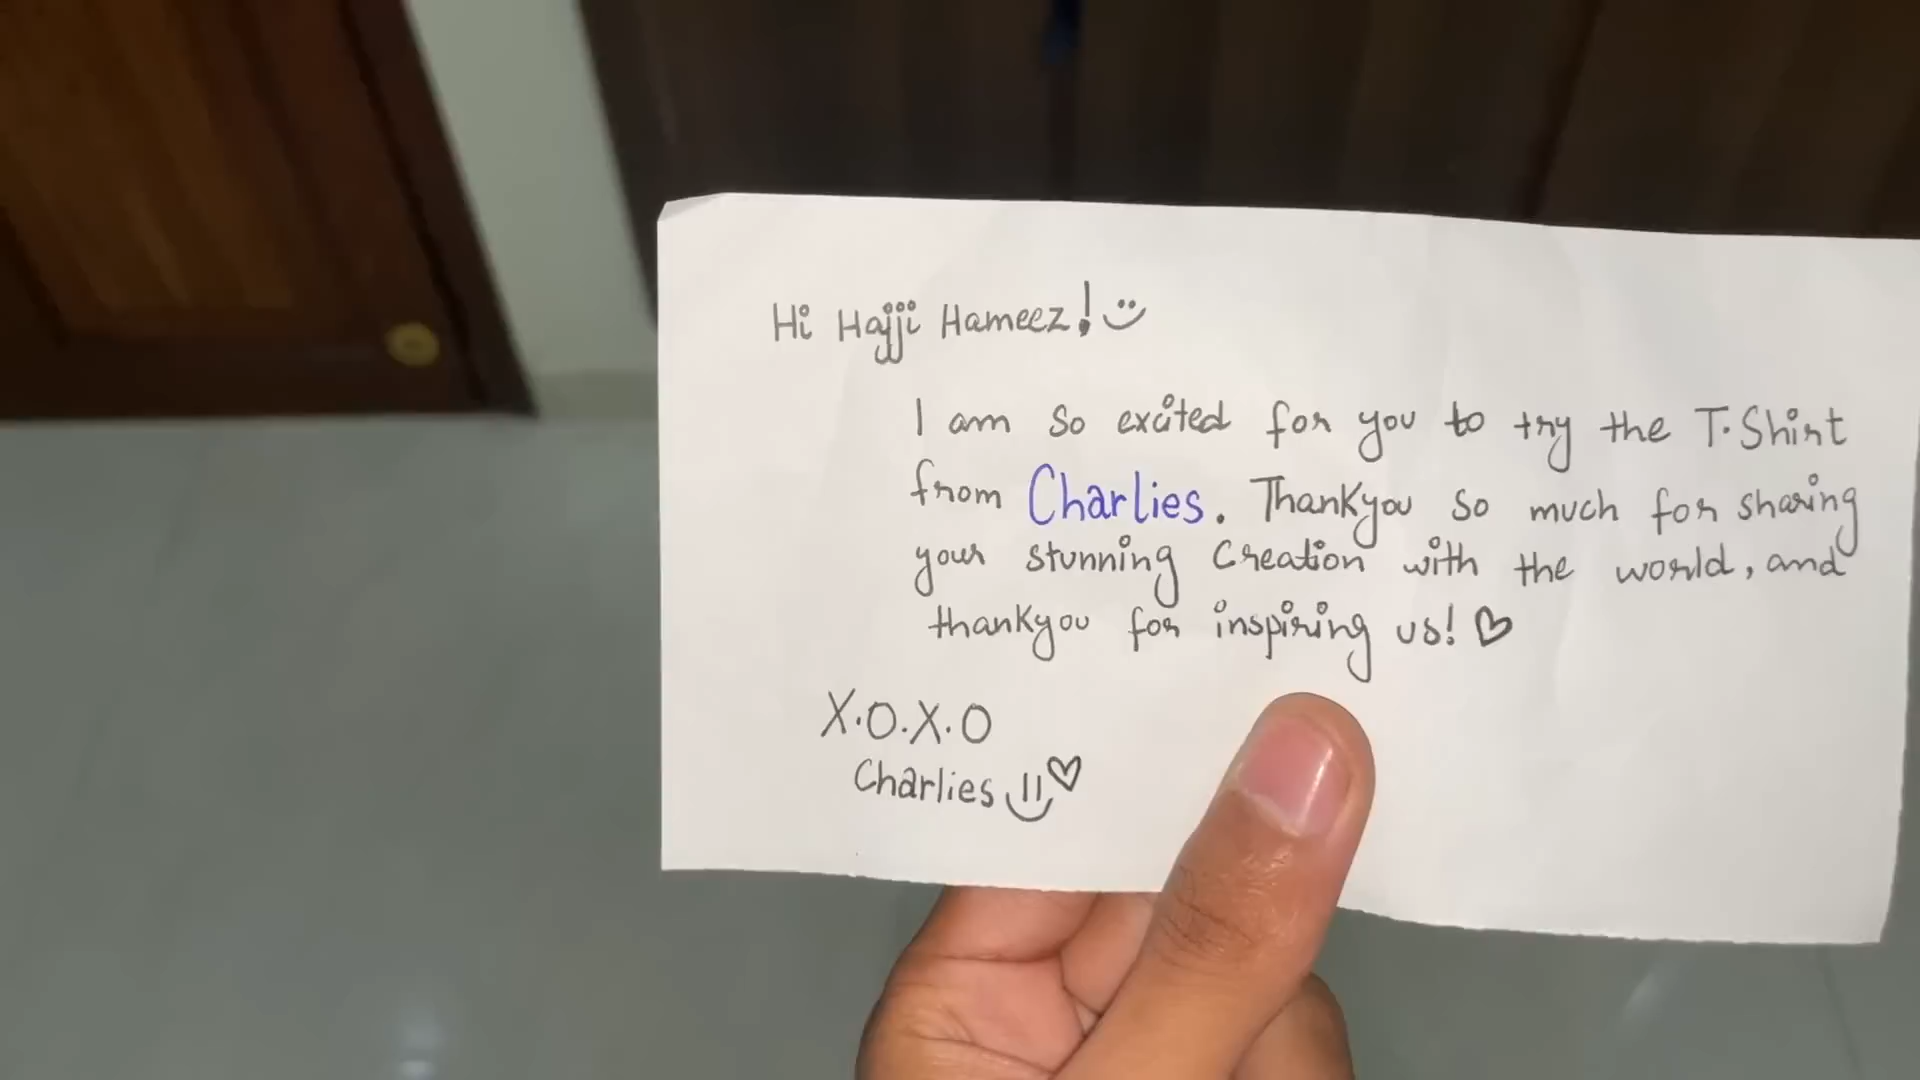 Hi Hajji Hameez! :)
I am so excited for you to try the T-Shirt
from Charlies. Thankyou so much for sharing
your stunning Creation with the world, and
thankyou for inspiring us! ♡
X.O.X.O
Charlies :) ♡